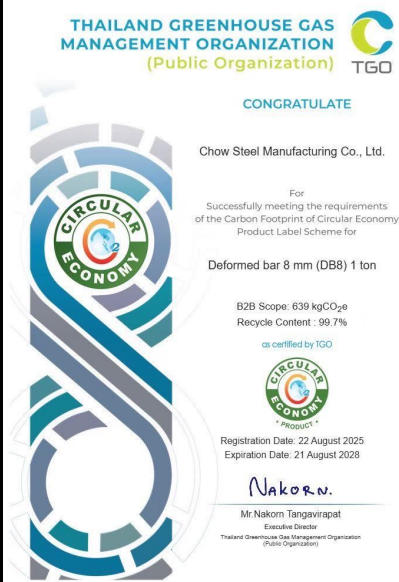 THAILAND GREENHOUSE GAS
MANAGEMENT ORGANIZATION
(Public Organization)
TGO
CONGRATULATE
Chow Steel Manufacturing Co., Ltd.
For
Successfully meeting the requirements
of the Carbon Footprint of Circular Economy
Product Label Scheme for
CIRCULAR
2
ECONOMY
Deformed bar 8 mm (DB8) 1 ton
B2B Scope: 639 kgCO₂e
Recycle Content : 99.7%
as certified by TGO
CIRCULAR
2
ECONOMY
• PRODUCT •
Registration Date: 22 August 2025
Expiration Date: 21 August 2028
NAKORN.
Mr.Nakorn Tangavirapat
Executive Director
Thailand Greenhouse Gas Management Organization
(Public Organization)